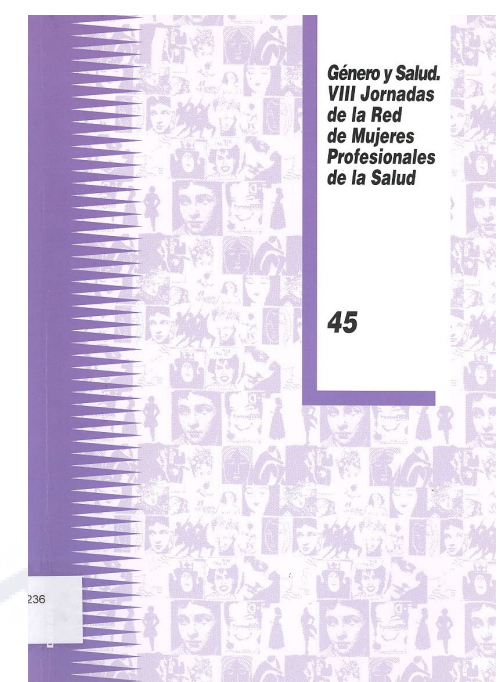 Género y Salud.
VIII Jornadas
de la Red
de Mujeres
Profesionales
de la Salud
45
236